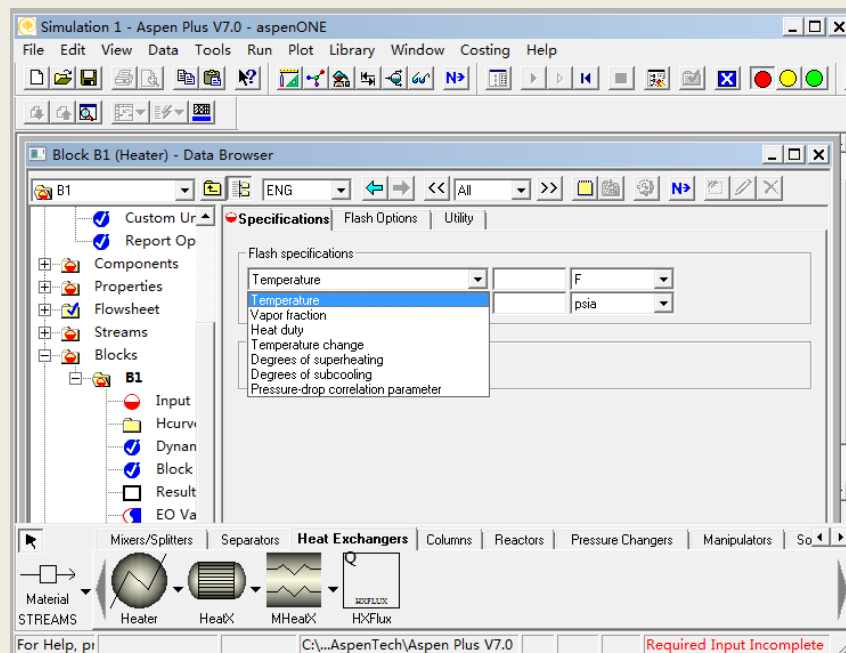 Simulation 1 - Aspen Plus V7.0 - aspenONE
File Edit View Data Tools Run Plot Library Window Costing Help
N
Block B1 (Heater) - Data Browser
B1 ENG << All >> N
Custom Ur Specifications Flash Options Utility
Report Op
Components
Properties
Flowsheet
Streams
Blocks
B1
Input
Hcurv
Dynan
Block
Result
EO Va
Flash specifications
Temperature F
Temperature psia
Vapor fraction
Heat duty
Temperature change
Degrees of superheating
Degrees of subcooling
Pressure-drop correlation parameter
Mixers/Splitters Separators Heat Exchangers Columns Reactors Pressure Changers Manipulators So
Q
HXFLUX
Material
STREAMS Heater HeatX MHeatX HXFlux
For Help, pr C:\...AspenTech\Aspen Plus V7.0 Required Input Incomplete